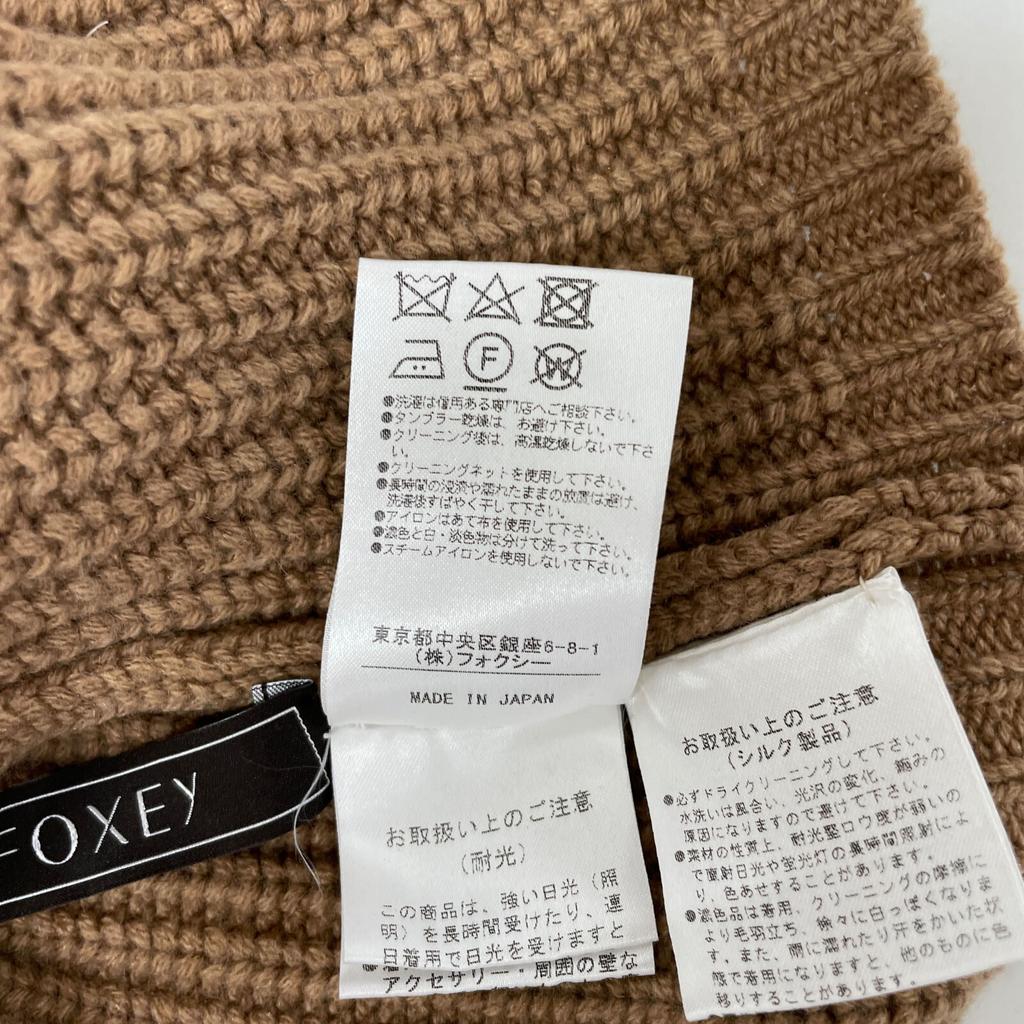 F
W
●洗濯は信用ある専門店へご相談下さい。
●タンブラー乾燥は、お避け下さい。
●クリーニング後は、高温乾燥しないで下さ
い。
●クリーニングネットを使用して下さい。
●長時間の浸漬や濡れたままの放置は避け、
洗濯後すばやく干して下さい。
●アイロンはあて布を使用して下さい。
●濃色と白・淡色物は分けて洗って下さい。
●スチームアイロンを使用しないで下さい。
東京都中央区銀座6-8-1
(株)フォクシー
MADE IN JAPAN
FOXEY
お取扱い上のご注意
(耐光)
この商品は、強い日光(照
明)を長時間受けたり、連
日着用で日光を受けますと
アクセサリー・周囲の壁な
お取扱い上のご注意
(シルク製品)
●必ずドライクリーニングして下さい。
水洗いは風合い、光沢の変化、縮みの
原因になりますので避けて下さい。
●素材の性質上、耐光堅ロウ度が弱いの
で直射日光や蛍光灯の長時間照射によ
り、色あせすることがあります。
●濃色品は着用、クリーニングの摩擦に
より毛羽立ち、徐々に白っぽくなりま
す。また、雨に濡れたり汗をかいた状
態で着用になりますと、他のものに色
移りすることがあります。